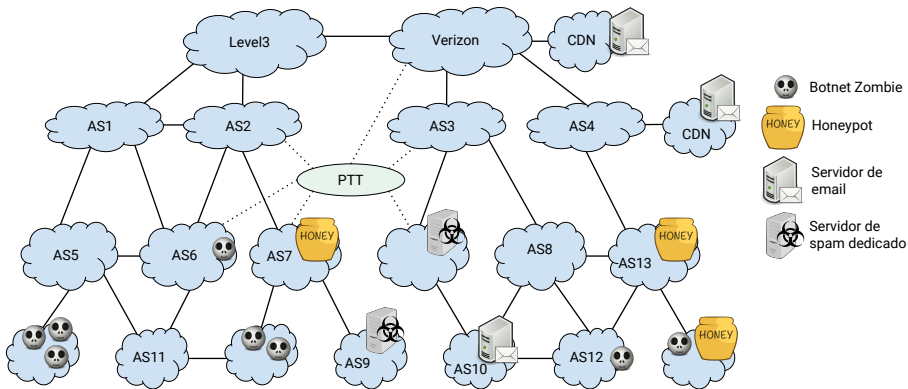 Level3
Verizon
CDN
AS1
AS2
AS3
AS4
CDN
PTT
AS5
AS6
AS7
HONEY
AS8
AS13
HONEY
AS11
AS9
AS10
AS12
HONEY
Botnet Zombie
HONEY
Honeypot
Servidor de
email
Servidor de
spam dedicado